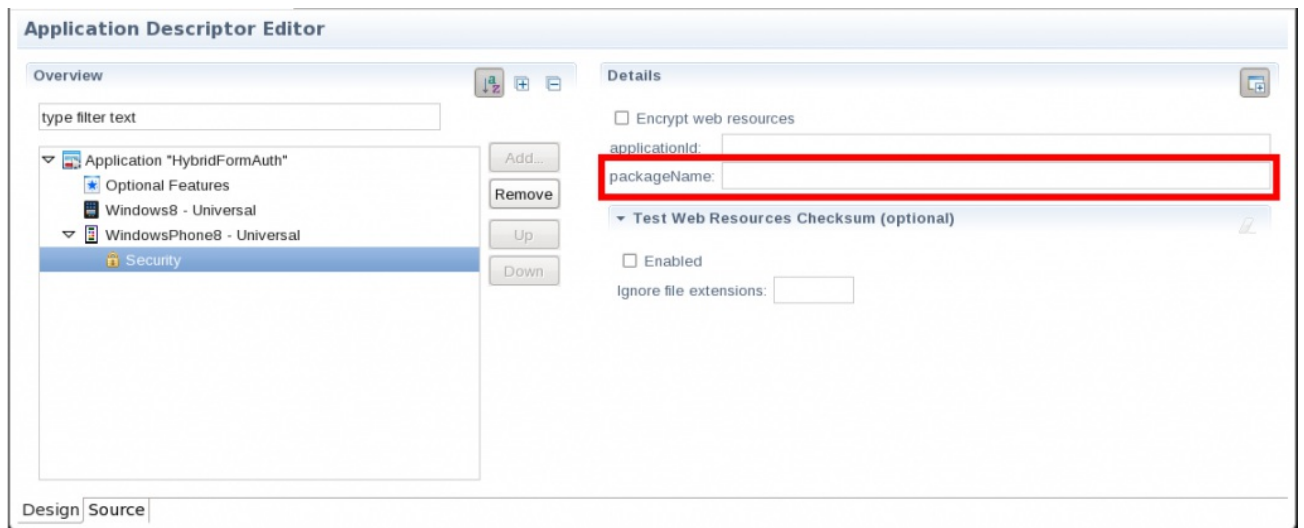 Application Descriptor Editor
Overview
type filter text
Application "HybridFormAuth"
Optional Features
Windows8 - Universal
WindowsPhone8 - Universal
Security
Add...
Remove
Up
Down
Details
Encrypt web resources
applicationId:
packageName:
Test Web Resources Checksum (optional)
Enabled
Ignore file extensions:
Design
Source